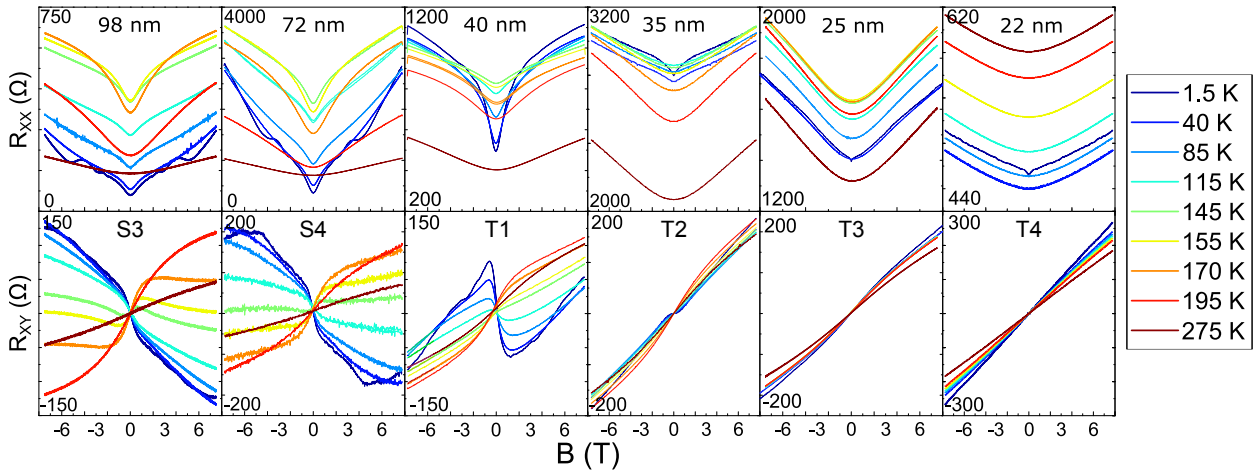 750 98 nm 4000 72 nm 1200 40 nm 3200 35 nm 2000 25 nm 620 22 nm
R_XX (Ω)
0 0 200 2000 1200 440
150 S3 200 S4 150 T1 200 T2 200 T3 300 T4
R_XY (Ω)
-150 -200 -150 -200 -200 -300
-6 -3 0 3 6 -6 -3 0 3 6 -6 -3 0 3 6 -6 -3 0 3 6 -6 -3 0 3 6 -6 -3 0 3 6
B (T)
1.5 K
40 K
85 K
115 K
145 K
155 K
170 K
195 K
275 K